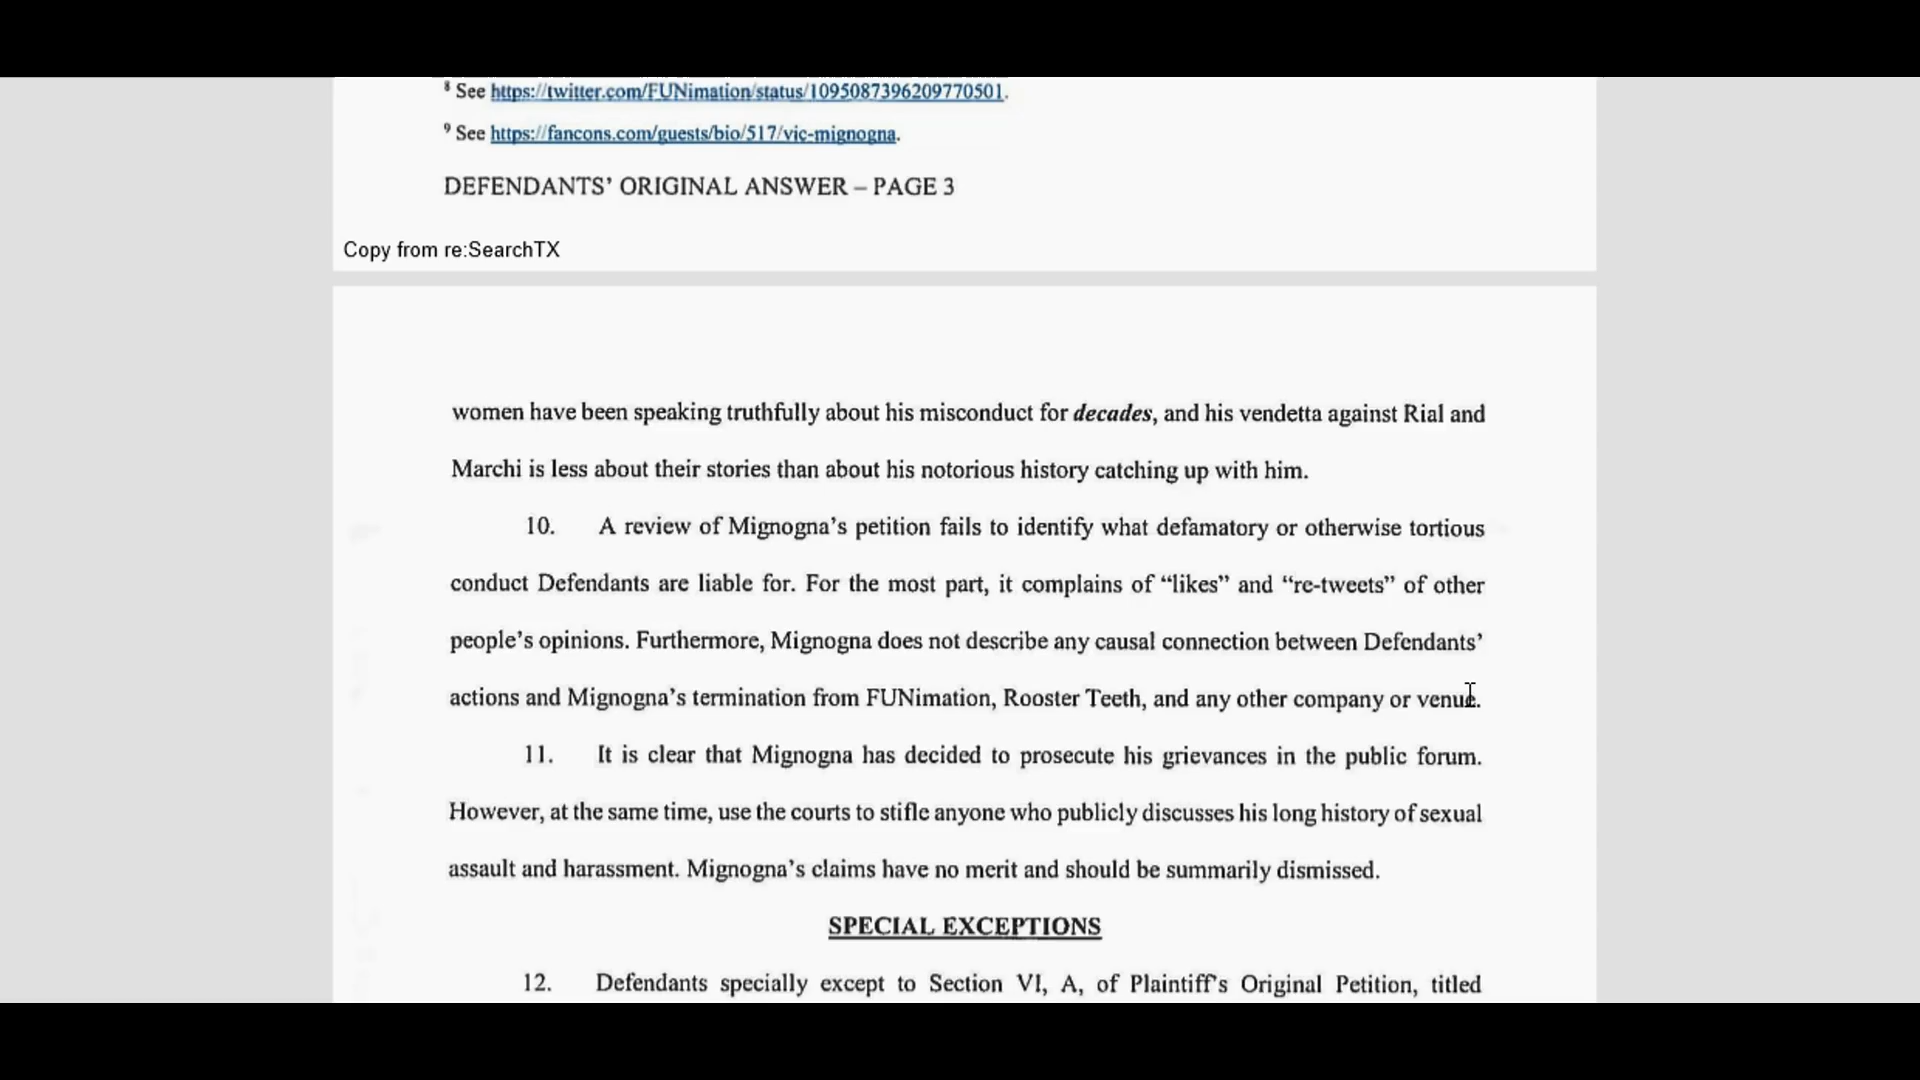 8 See https://twitter.com/FUNimation/status/1095087396209770501.
9 See https://fancons.com/guests/bio/517/vic-mignogna.
DEFENDANTS’ ORIGINAL ANSWER – PAGE 3
Copy from re:SearchTX
women have been speaking truthfully about his misconduct for decades, and his vendetta against Rial and
Marchi is less about their stories than about his notorious history catching up with him.
10. A review of Mignogna’s petition fails to identify what defamatory or otherwise tortious
conduct Defendants are liable for. For the most part, it complains of “likes” and “re-tweets” of other
people’s opinions. Furthermore, Mignogna does not describe any causal connection between Defendants’
actions and Mignogna’s termination from FUNimation, Rooster Teeth, and any other company or venue.
11. It is clear that Mignogna has decided to prosecute his grievances in the public forum.
However, at the same time, use the courts to stifle anyone who publicly discusses his long history of sexual
assault and harassment. Mignogna’s claims have no merit and should be summarily dismissed.
SPECIAL EXCEPTIONS
12. Defendants specially except to Section VI, A, of Plaintiff's Original Petition, titled